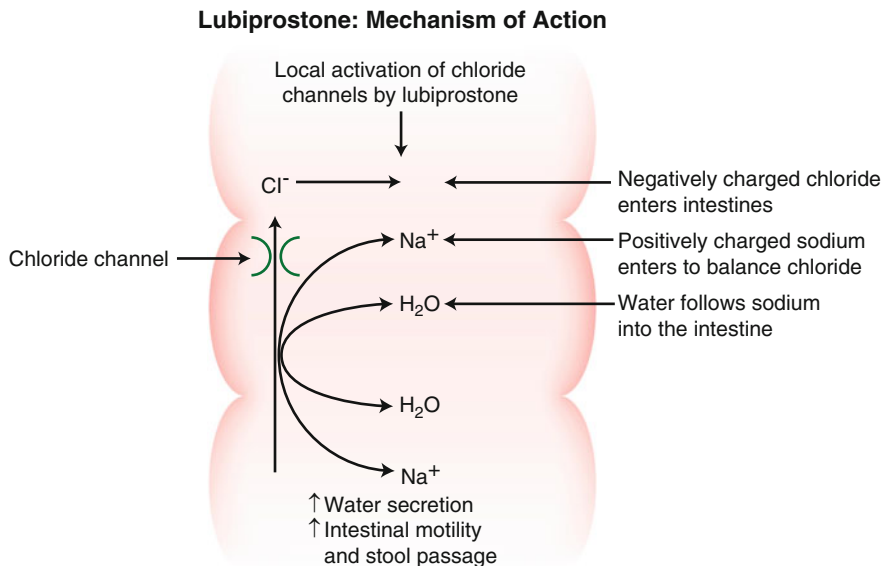 Lubiprostone: Mechanism of Action
Local activation of chloride
channels by lubiprostone
Cl⁻
Negatively charged chloride
enters intestines
Na⁺
Positively charged sodium
enters to balance chloride
Chloride channel
H₂O
Water follows sodium
into the intestine
H₂O
Na⁺
↑Water secretion
↑Intestinal motility
and stool passage